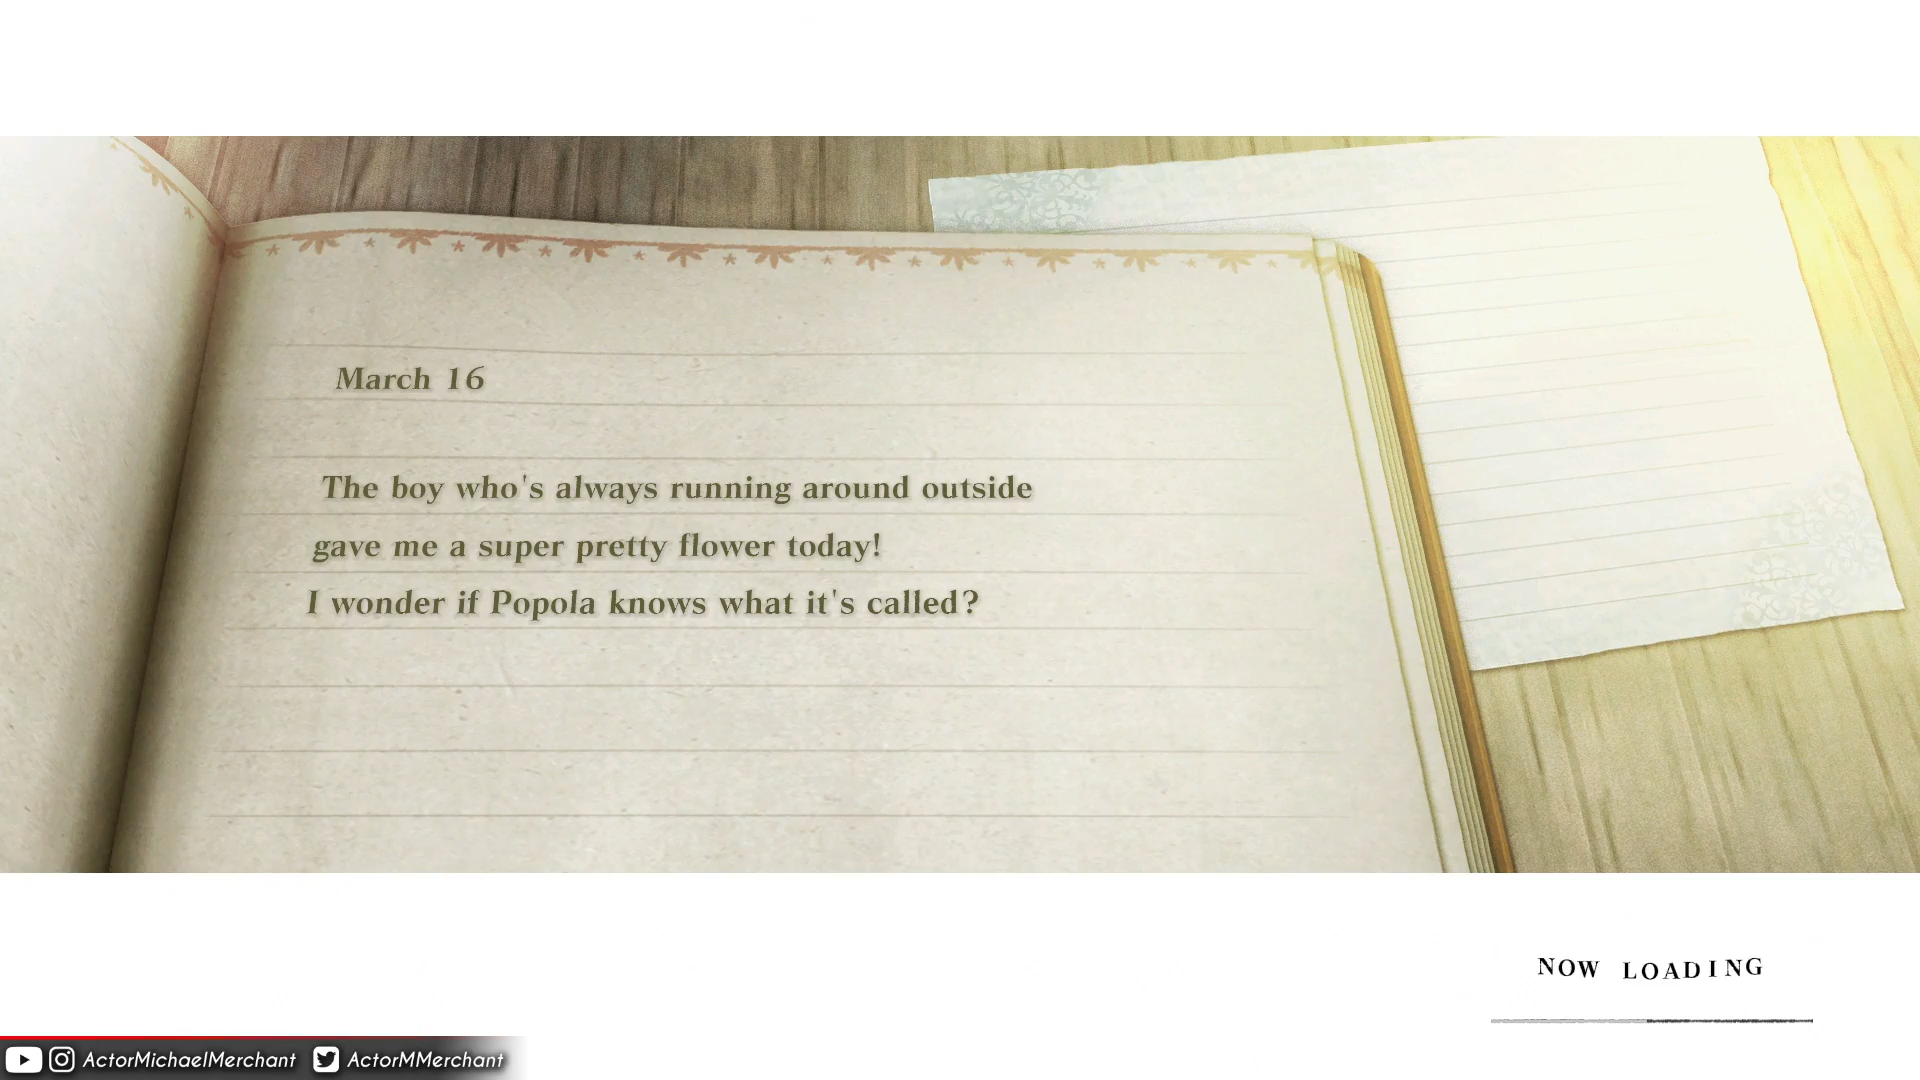 March 16
The boy who's always running around outside
gave me a super pretty flower today!
I wonder if Popola knows what it's called?
NOW LOADING
ActorMichaelMerchant ActorMMerchant